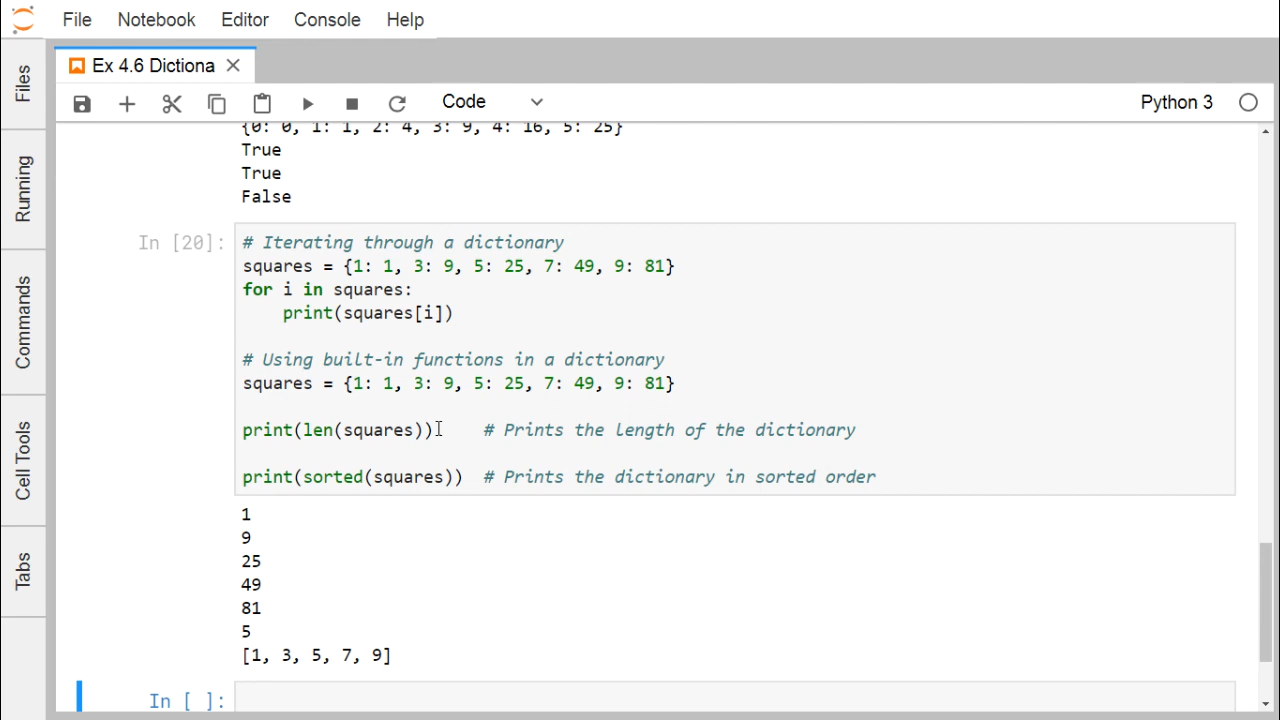 File Notebook Editor Console Help
Ex 4.6 Dictiona
Code
Python 3
Files
Running
Commands
Cell Tools
Tabs
{0: 0, 1: 1, 2: 4, 3: 9, 4: 16, 5: 25}
True
True
False
In [20]:
# Iterating through a dictionary
squares = {1: 1, 3: 9, 5: 25, 7: 49, 9: 81}
for i in squares:
    print(squares[i])
# Using built-in functions in a dictionary
squares = {1: 1, 3: 9, 5: 25, 7: 49, 9: 81}
print(len(squares))     # Prints the length of the dictionary
print(sorted(squares))  # Prints the dictionary in sorted order
1
9
25
49
81
5
[1, 3, 5, 7, 9]
In [ ]: